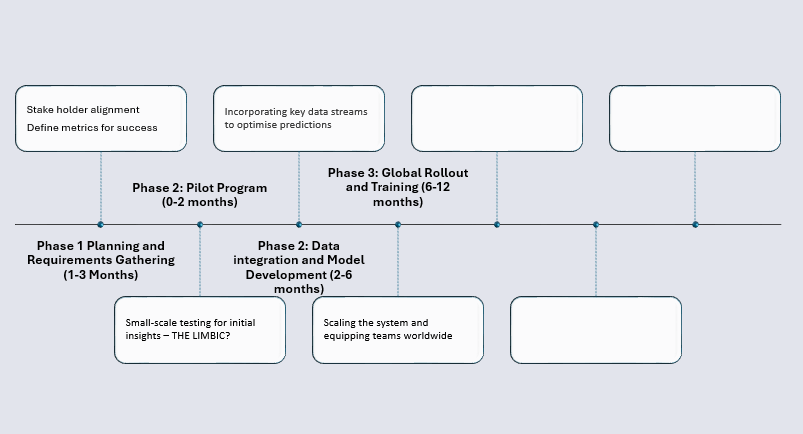 Stake holder alignment
Define metrics for success
Incorporating key data streams
to optimise predictions
Phase 2: Pilot Program
(0-2 months)
Phase 3: Global Rollout
and Training (6-12
months)
Phase 1 Planning and
Requirements Gathering
(1-3 Months)
Phase 2: Data
integration and Model
Development (2-6
months)
Small-scale testing for initial
insights – THE LIMBIC?
Scaling the system and
equipping teams worldwide